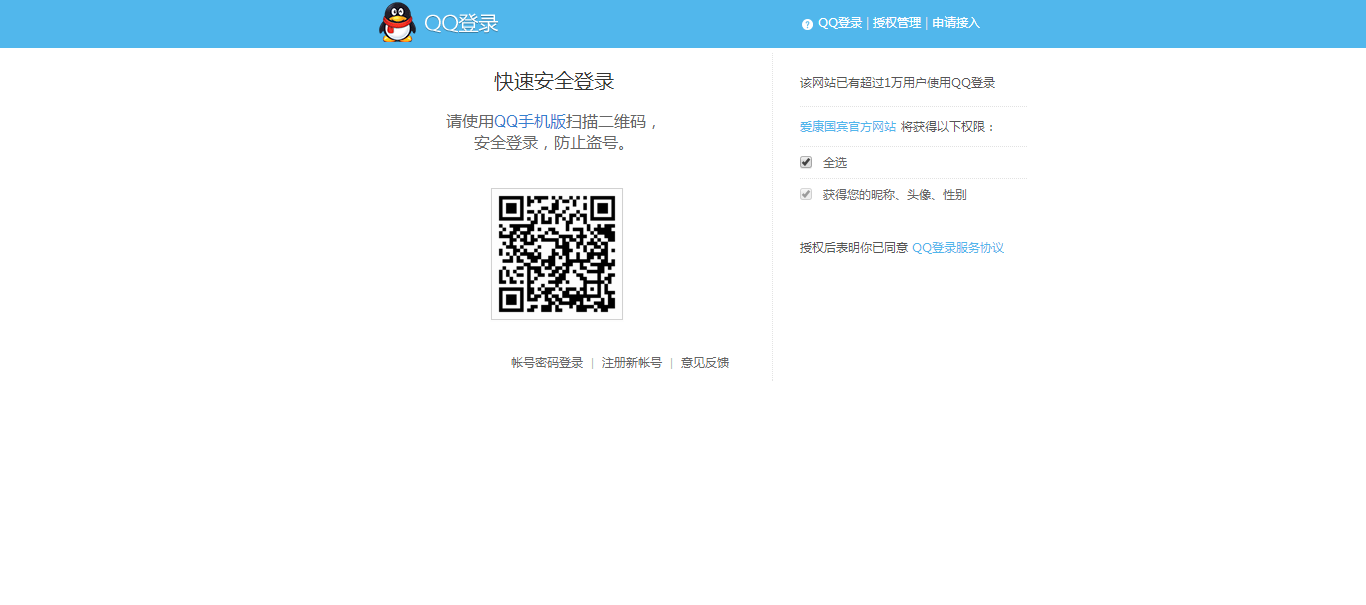 QQ登录
QQ登录 | 授权管理 | 申请接入
快速安全登录
请使用QQ手机版扫描二维码，
安全登录，防止盗号。
帐号密码登录 | 注册新帐号 | 意见反馈
该网站已有超过1万用户使用QQ登录
爱康国宾官方网站 将获得以下权限：
全选
获得您的昵称、头像、性别
授权后表明你已同意 QQ登录服务协议